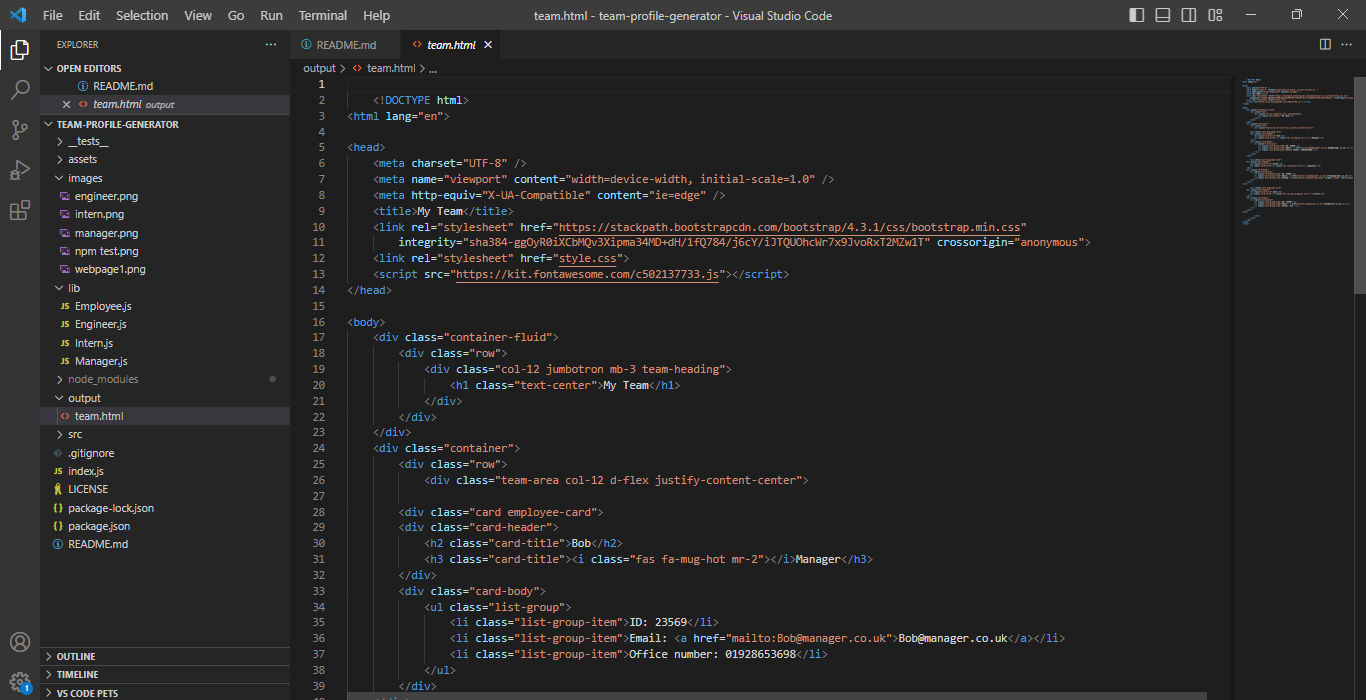 File Edit Selection View Go Run Terminal Help team.html - team-profile-generator - Visual Studio Code
EXPLORER
OPEN EDITORS
README.md
team.html output
TEAM-PROFILE-GENERATOR
__tests__
assets
images
engineer.png
intern.png
manager.png
npm test.png
webpage1.png
lib
JS Employee.js
JS Engineer.js
JS Intern.js
JS Manager.js
node_modules
output
team.html
src
.gitignore
JS index.js
LICENSE
{} package-lock.json
{} package.json
README.md
OUTLINE
TIMELINE
VS CODE PETS
1
README.md team.html
output > team.html > ...
1
2 <!DOCTYPE html>
3 <html lang="en">
4
5 <head>
6 <meta charset="UTF-8" />
7 <meta name="viewport" content="width=device-width, initial-scale=1.0" />
8 <meta http-equiv="X-UA-Compatible" content="ie=edge" />
9 <title>My Team</title>
10 <link rel="stylesheet" href="https://stackpath.bootstrapcdn.com/bootstrap/4.3.1/css/bootstrap.min.css"
11 integrity="sha384-ggOyR0iXCbMQv3Xipma34MD+dH/1fQ784/j6cY/iJTQUOhcWr7x9JvoRxT2MZw1T" crossorigin="anonymous">
12 <link rel="stylesheet" href="style.css">
13 <script src="https://kit.fontawesome.com/c502137733.js"></script>
14 </head>
15
16 <body>
17 <div class="container-fluid">
18 <div class="row">
19 <div class="col-12 jumbotron mb-3 team-heading">
20 <h1 class="text-center">My Team</h1>
21 </div>
22 </div>
23 </div>
24 <div class="container">
25 <div class="row">
26 <div class="team-area col-12 d-flex justify-content-center">
27
28 <div class="card employee-card">
29 <div class="card-header">
30 <h2 class="card-title">Bob</h2>
31 <h3 class="card-title"><i class="fas fa-mug-hot mr-2"></i>Manager</h3>
32 </div>
33 <div class="card-body">
34 <ul class="list-group">
35 <li class="list-group-item">ID: 23569</li>
36 <li class="list-group-item">Email: <a href="mailto:Bob@manager.co.uk">Bob@manager.co.uk</a></li>
37 <li class="list-group-item">Office number: 01928653698</li>
38 </ul>
39 </div>